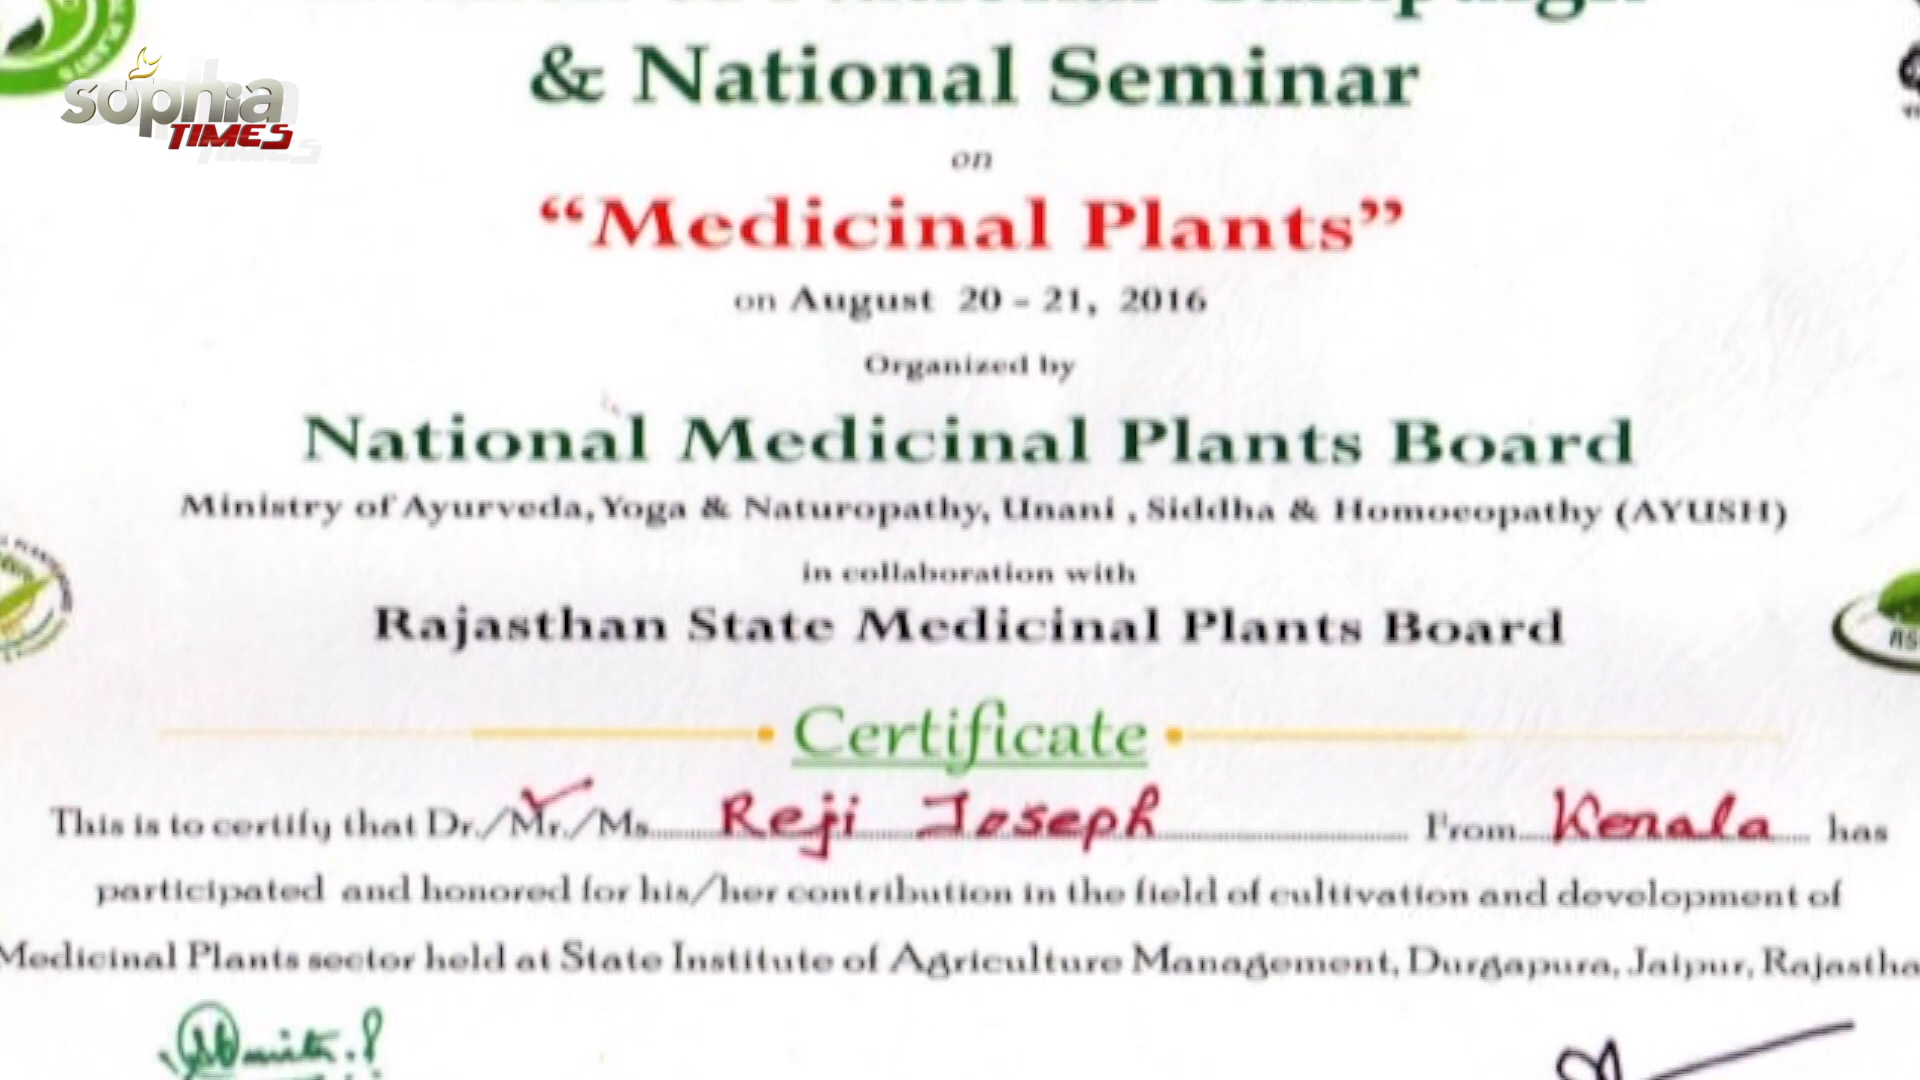 & National Seminar
sophia
TIMES
on
“Medicinal Plants”
on August 20 - 21, 2016
Organized by
National Medicinal Plants Board
Ministry of Ayurveda, Yoga & Naturopathy, Unani , Siddha & Homoeopathy (AYUSH)
in collaboration with
Rajasthan State Medicinal Plants Board
Certificate
This is to certify that Dr./Mr./Ms. Reji Joseph From Kerala has
participated and honored for his/her contribution in the field of cultivation and development of
Medicinal Plants sector held at State Institute of Agriculture Management, Durgapura, Jaipur, Rajastha